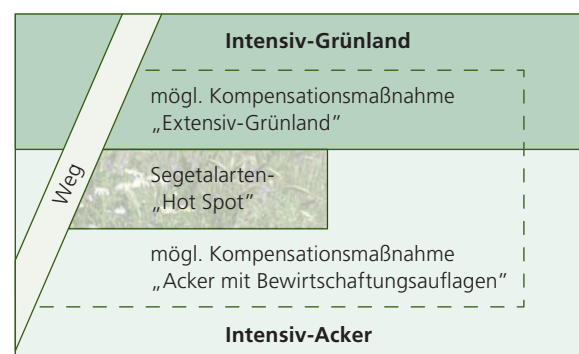 Intensiv-Grünland
mögl. Kompensationsmaßnahme
„Extensiv-Grünland”
Weg
Segetalarten-
„Hot Spot”
mögl. Kompensationsmaßnahme
„Acker mit Bewirtschaftungsauflagen”
Intensiv-Acker